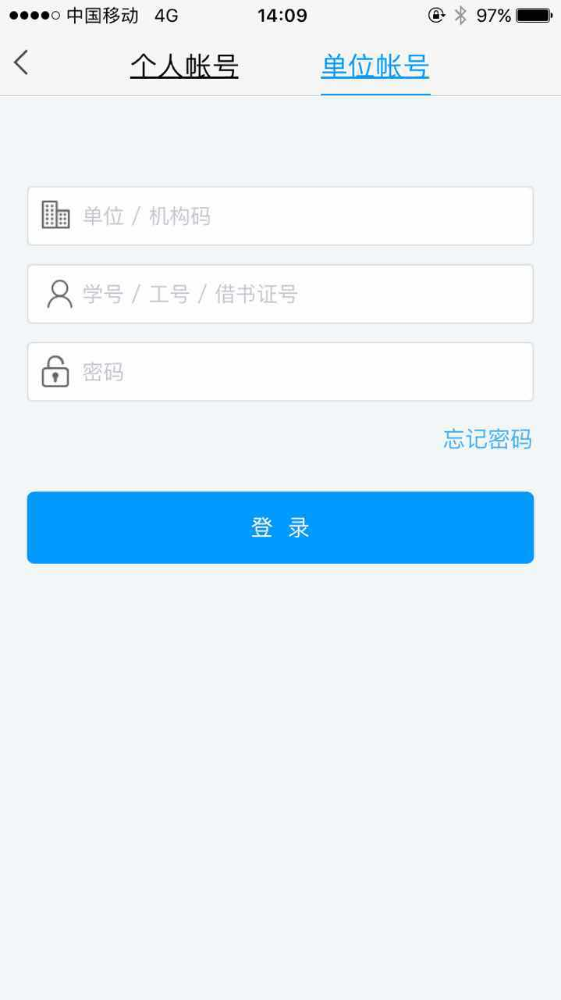 中国移动 4G 14:09 97%
个人帐号 单位帐号
单位 / 机构码
学号 / 工号 / 借书证号
密码
忘记密码
登 录